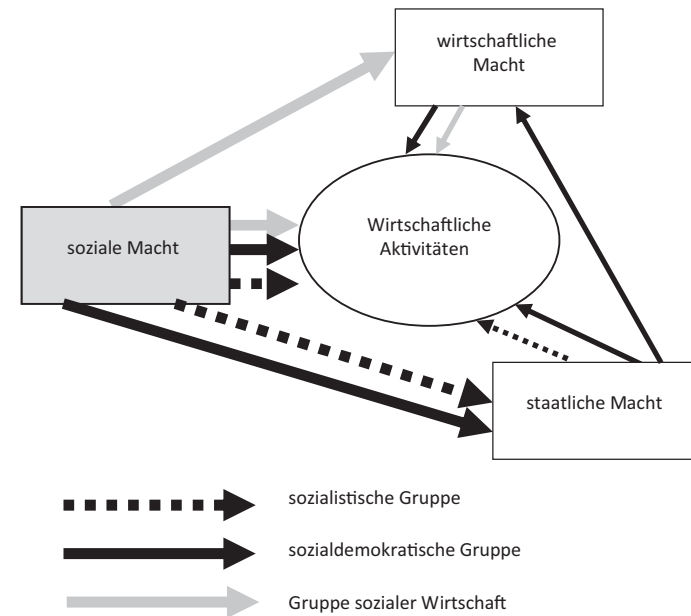 wirtschaftliche
Macht
Wirtschaftliche
Aktivitäten
soziale Macht
staatliche Macht
sozialistische Gruppe
sozialdemokratische Gruppe
Gruppe sozialer Wirtschaft